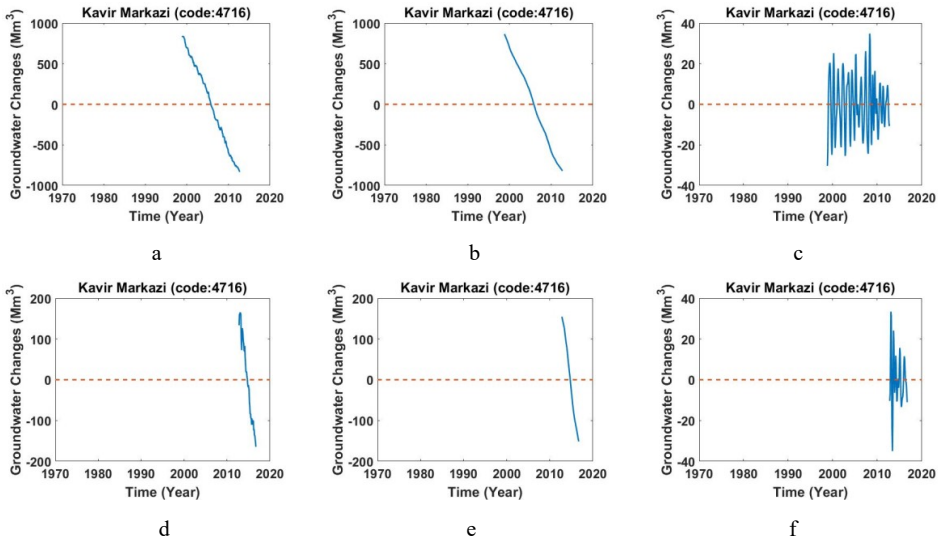 Kavir Markazi (code:4716)
Groundwater Changes (Mm³)
1000
500
0
-500
-1000
1970 1980 1990 2000 2010 2020
Time (Year)
a
Kavir Markazi (code:4716)
Groundwater Changes (Mm³)
1000
500
0
-500
-1000
1970 1980 1990 2000 2010 2020
Time (Year)
b
Kavir Markazi (code:4716)
Groundwater Changes (Mm³)
40
20
0
-20
-40
1970 1980 1990 2000 2010 2020
Time (Year)
c
Kavir Markazi (code:4716)
Groundwater Changes (Mm³)
200
100
0
-100
-200
1970 1980 1990 2000 2010 2020
Time (Year)
d
Kavir Markazi (code:4716)
Groundwater Changes (Mm³)
200
100
0
-100
-200
1970 1980 1990 2000 2010 2020
Time (Year)
e
Kavir Markazi (code:4716)
Groundwater Changes (Mm³)
40
20
0
-20
-40
1970 1980 1990 2000 2010 2020
Time (Year)
f